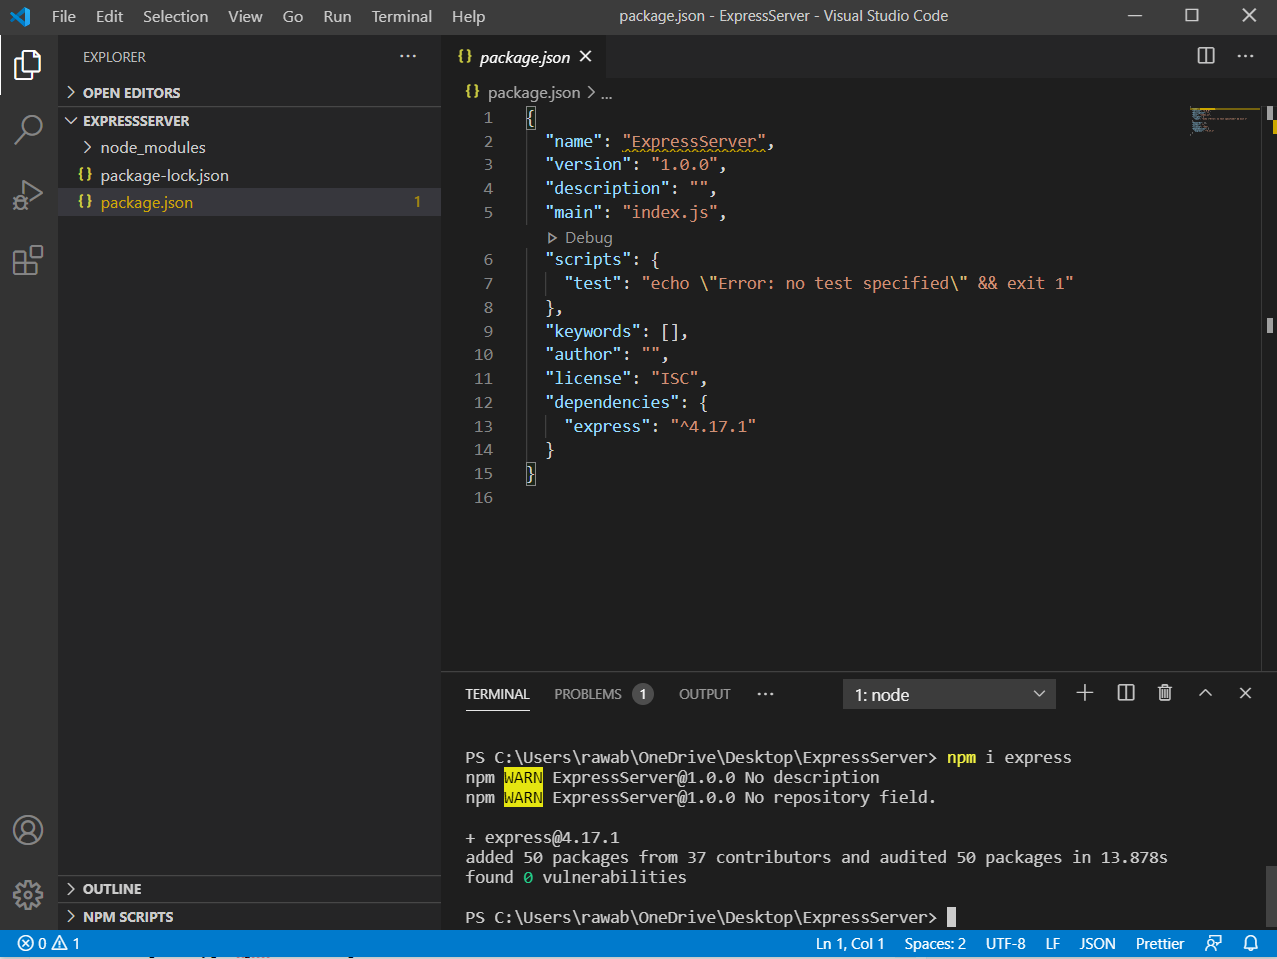 File Edit Selection View Go Run Terminal Help package.json - ExpressServer - Visual Studio Code
EXPLORER
OPEN EDITORS
EXPRESSSERVER
node_modules
package-lock.json
package.json 1
package.json
package.json > ...
1 {
2 "name": "ExpressServer",
3 "version": "1.0.0",
4 "description": "",
5 "main": "index.js",
Debug
6 "scripts": {
7 "test": "echo \"Error: no test specified\" && exit 1"
8 },
9 "keywords": [],
10 "author": "",
11 "license": "ISC",
12 "dependencies": {
13 "express": "^4.17.1"
14 }
15 }
16
TERMINAL PROBLEMS 1 OUTPUT ... 1: node
PS C:\Users\rawab\OneDrive\Desktop\ExpressServer> npm i express
npm WARN ExpressServer@1.0.0 No description
npm WARN ExpressServer@1.0.0 No repository field.
+ express@4.17.1
added 50 packages from 37 contributors and audited 50 packages in 13.878s
found 0 vulnerabilities
PS C:\Users\rawab\OneDrive\Desktop\ExpressServer>
OUTLINE
NPM SCRIPTS
0 1 Ln 1, Col 1 Spaces: 2 UTF-8 LF JSON Prettier